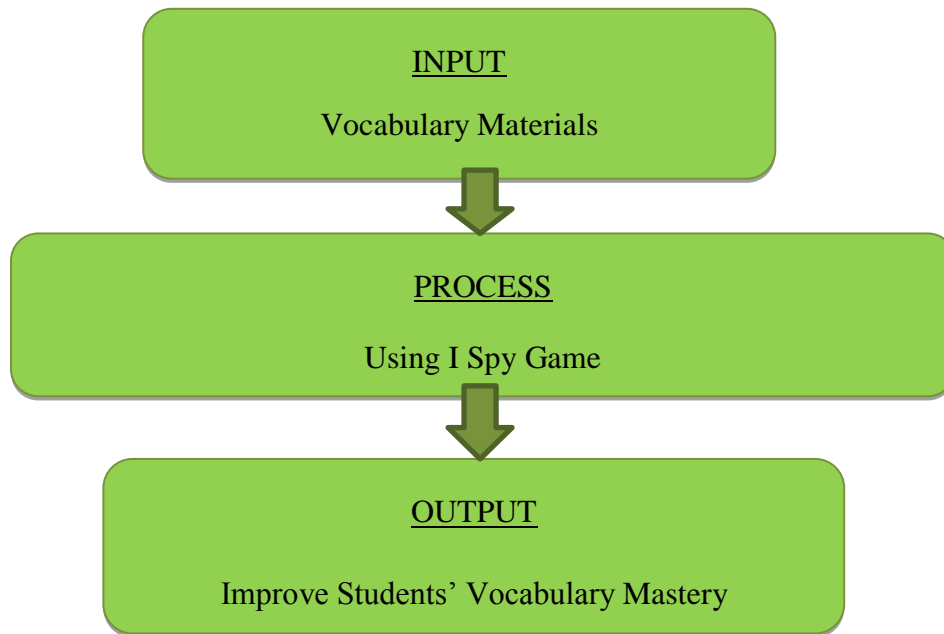 INPUT
Vocabulary Materials
PROCESS
Using I Spy Game
OUTPUT
Improve Students’ Vocabulary Mastery